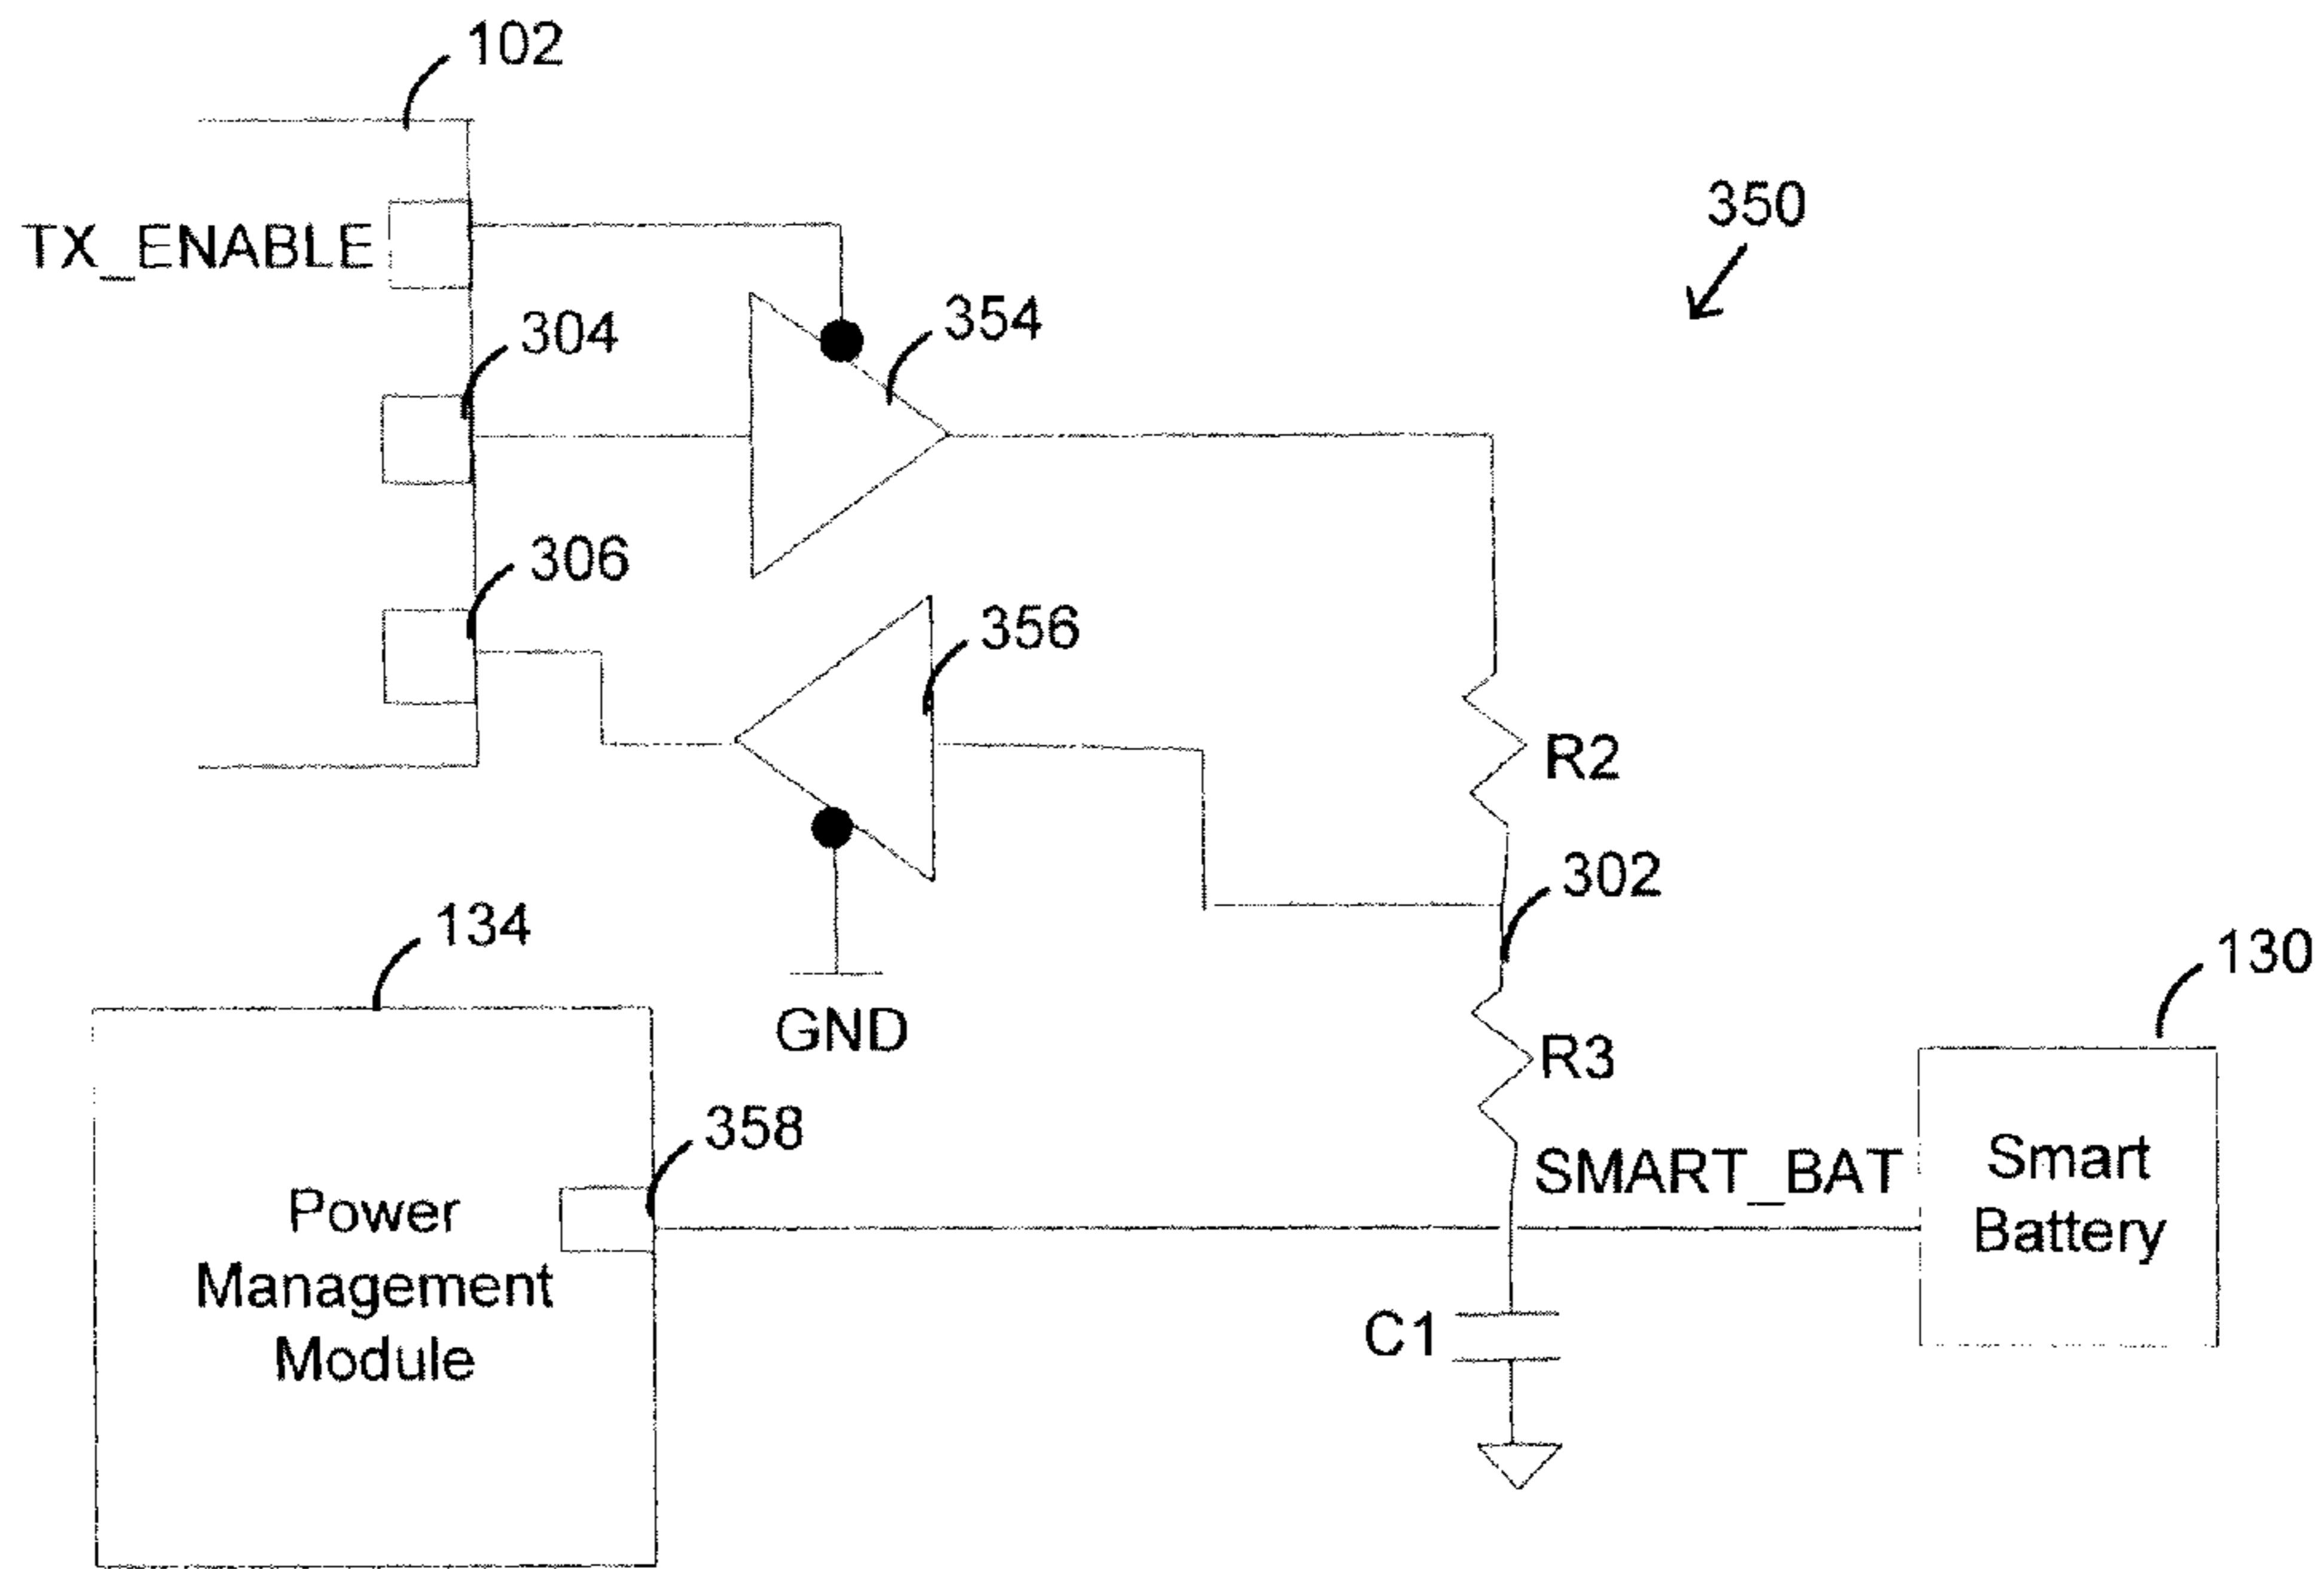 102
350
TX_ENABLE
304
354
306
356
R2
302
134
130
GND
R3
358
SMART_BAT
Smart
Battery
Power
Management
Module
C1